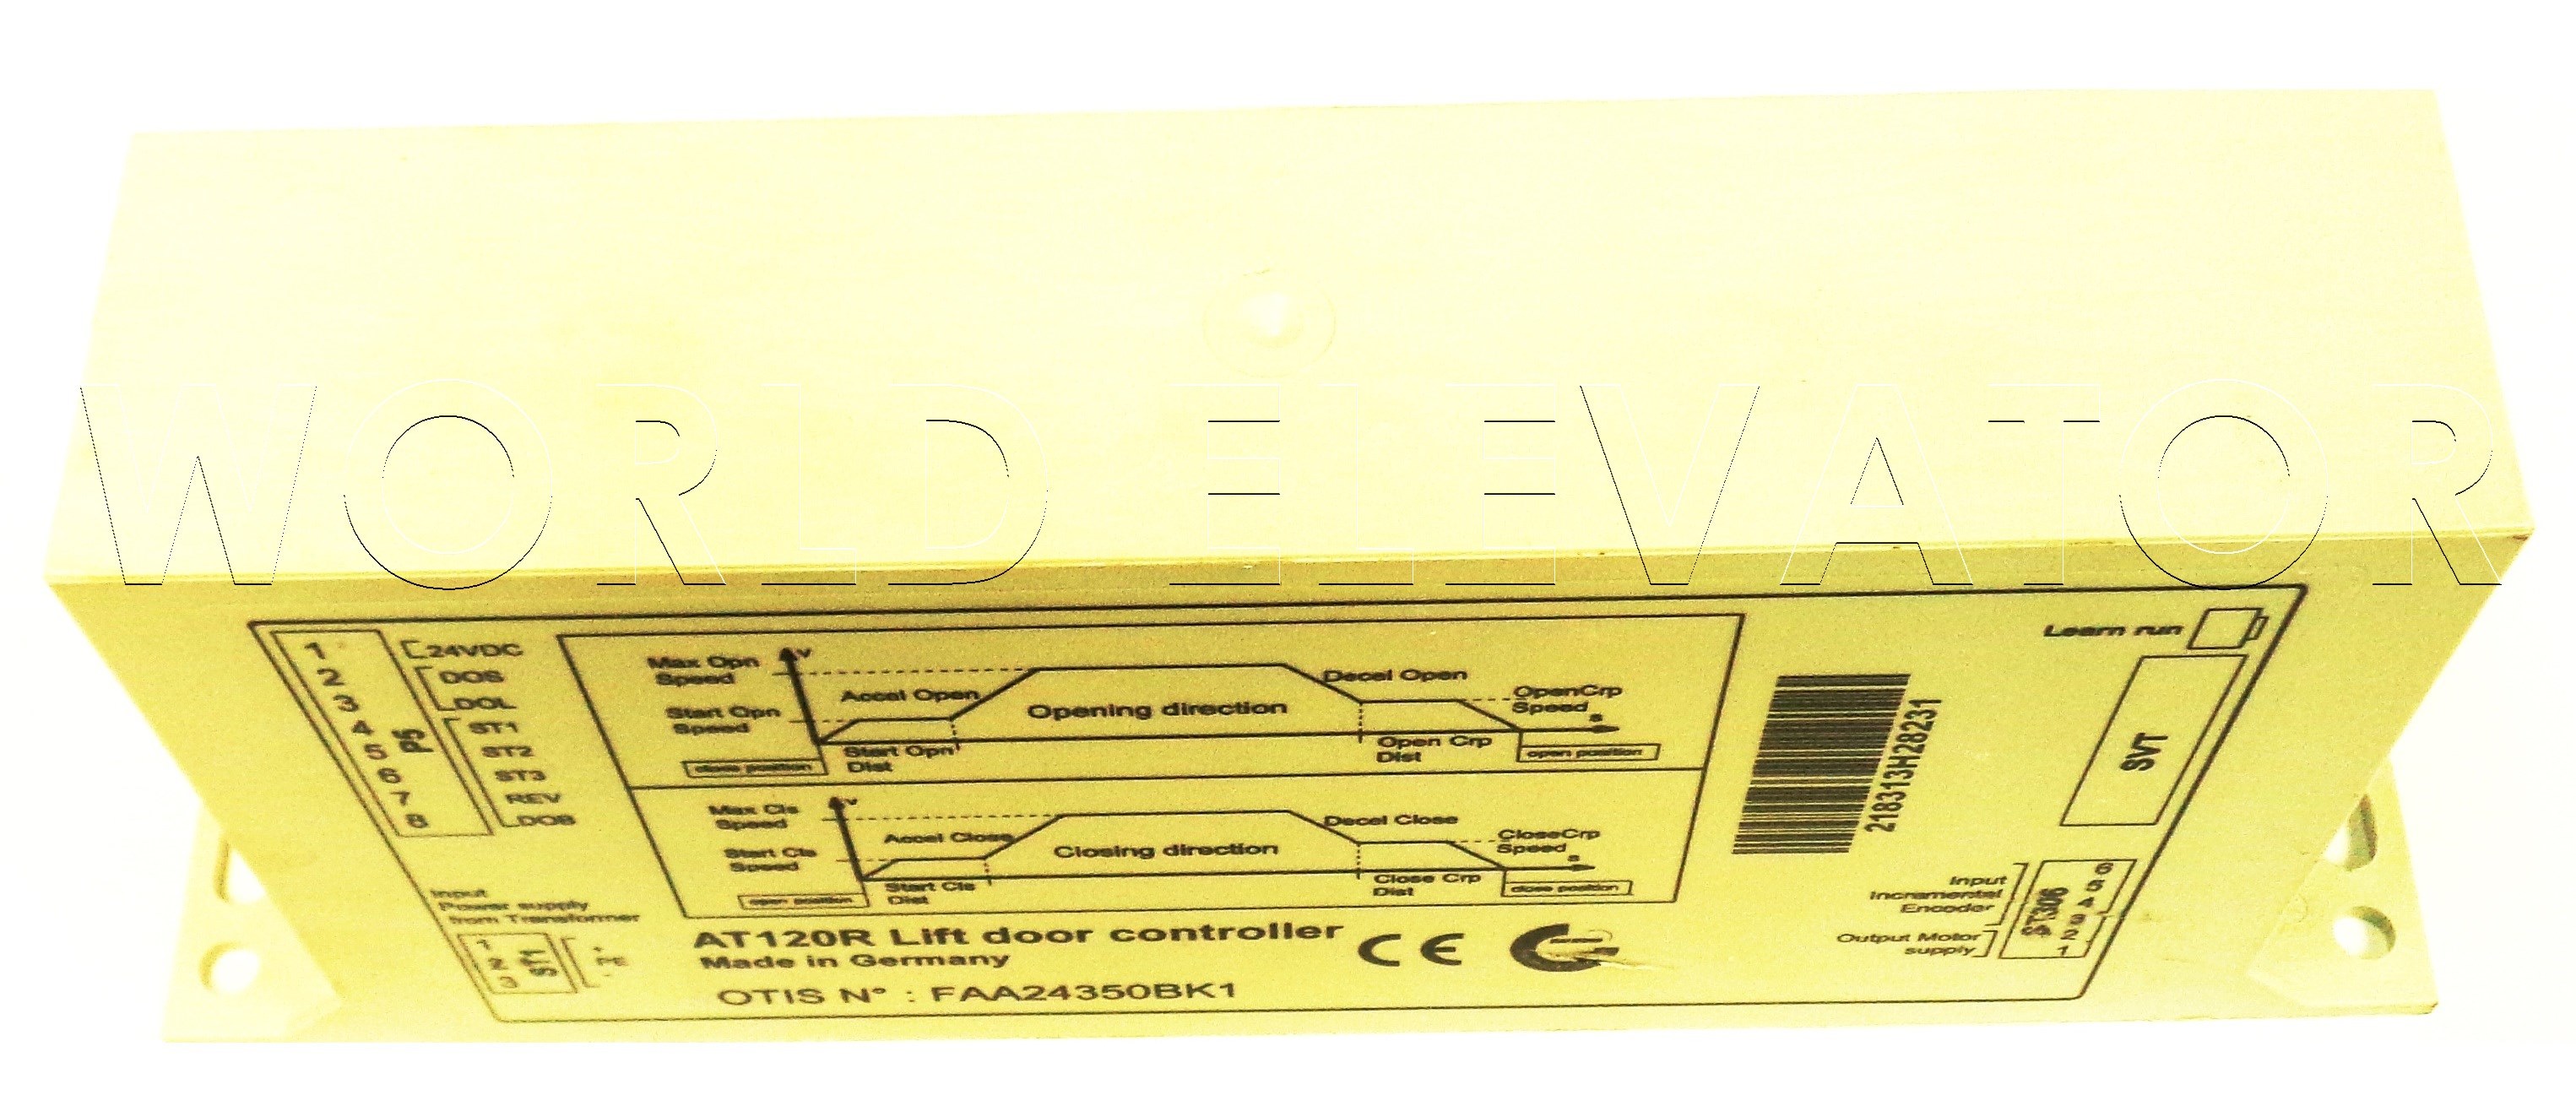 WORLD ELEVATOR
1 24VDC
2 DOS
3 DOL
4 ST1
5 ST2
6 ST3
7 REV
8 DOB
P5
Max Opn
Speed
v
Accel Open
Decel Open
Start Opn
Speed
Opening direction
OpenCrp
Speed
s
close position
Start Opn
Dist
Open Crp
Dist
open position
Max Cls
Speed
v
Accel Close
Decel Close
Start Cls
Speed
Closing direction
CloseCrp
Speed
s
open position
Start Cls
Dist
Close Crp
Dist
close position
Learn run
SVT
218313H28231
Input
Power supply
from Transformer
1 +
2 PE
3 -
ST1
AT120R Lift door controller
Made in Germany
OTIS N° : FAA24350BK1
CE
Input
Incremental
Encoder
Output Motor
supply
6
5
4
3
2
1